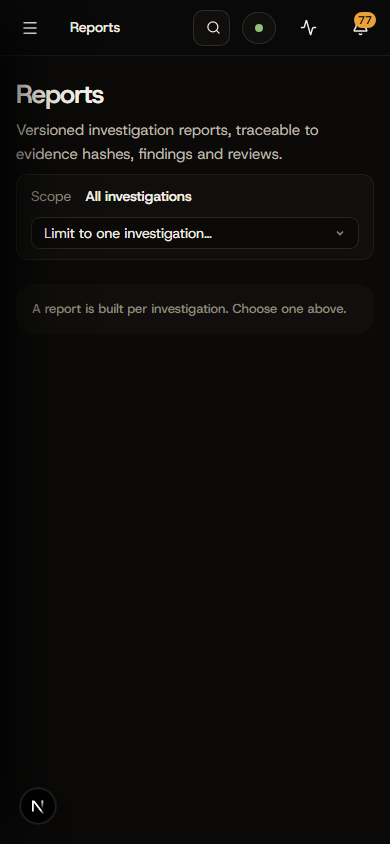 Reports
77
Reports
Versioned investigation reports, traceable to
evidence hashes, findings and reviews.
Scope All investigations
Limit to one investigation...
A report is built per investigation. Choose one above.
N